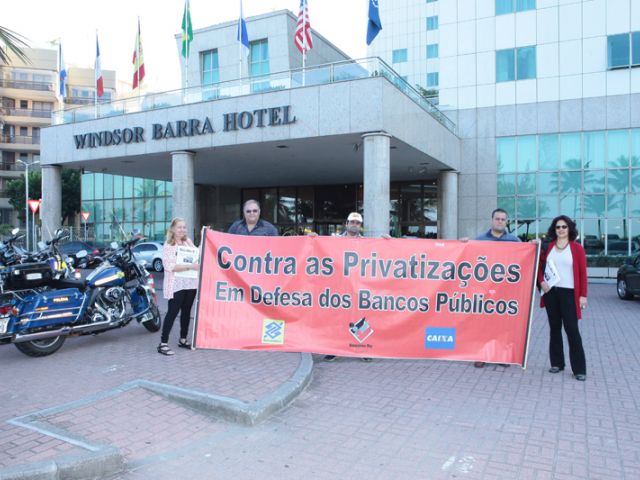 WINDSOR BARRA HOTEL
Contra as Privatizações
Em Defesa dos Bancos Públicos
CAIXA